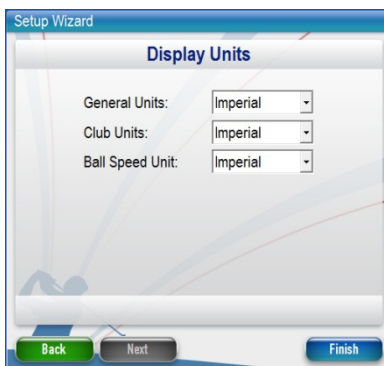 Setup Wizard
Display Units
General Units: Imperial
Club Units: Imperial
Ball Speed Unit: Imperial
Back Next Finish